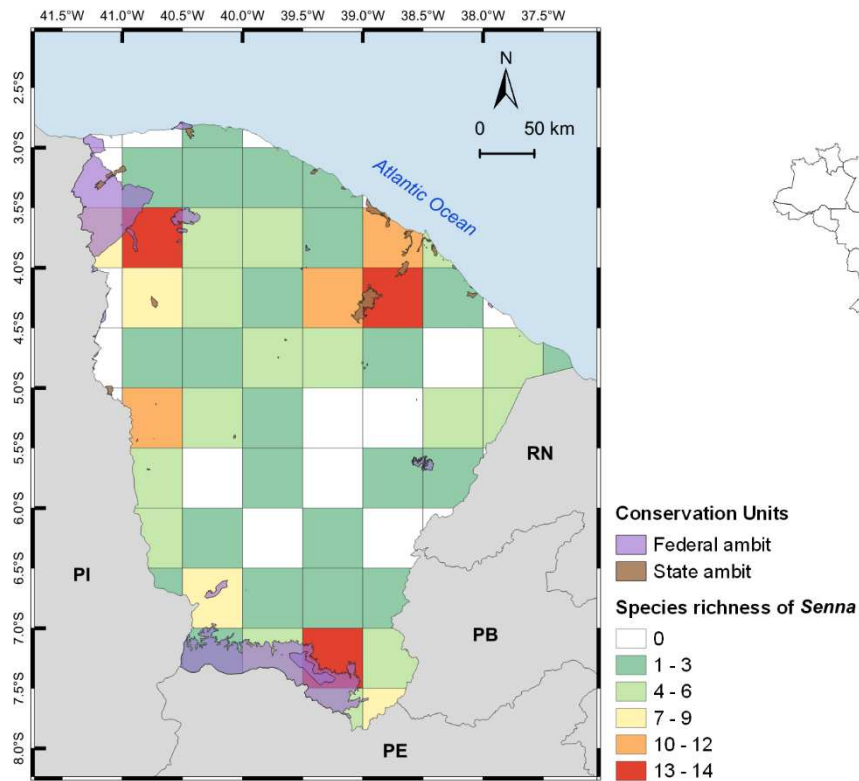 41.5°W 41.0°W 40.5°W 40.0°W 39.5°W 39.0°W 38.5°W 38.0°W 37.5°W
N
0 50 km
Atlantic Ocean
2.5°S
3.0°S
3.5°S
4.0°S
4.5°S
5.0°S
5.5°S
6.0°S
6.5°S
7.0°S
7.5°S
8.0°S
RN
PI
PB
PE
Conservation Units
Federal ambit
State ambit
Species richness of Senna
0
1 - 3
4 - 6
7 - 9
10 - 12
13 - 14